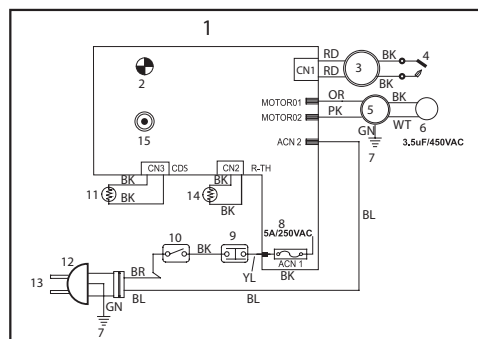 1
2
15
RD
RD
CN1
3
BK
BK
4
MOTOR01
OR
MOTOR02
PK
5
BK
WT
6
GN
7
3.5uF/450VAC
ACN 2
CN3
CDS
CN2
R-TH
BK
11
BK
BK
14
BK
BL
8
5A/250VAC
10
BK
9
YL
ACN 1
BK
12
13
BR
BL
BL
GN
7